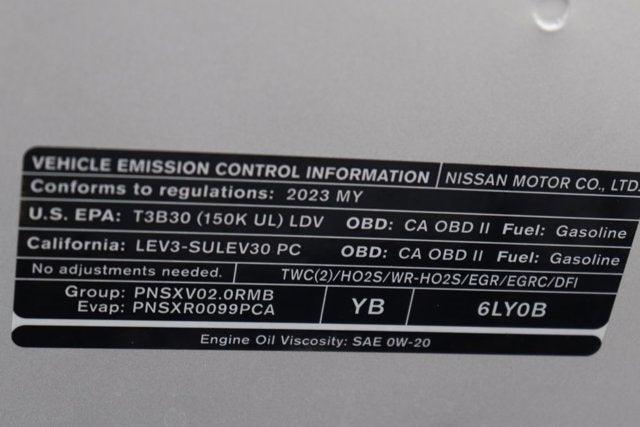 VEHICLE EMISSION CONTROL INFORMATION NISSAN MOTOR CO., LTD.
Conforms to regulations: 2023 MY
U.S. EPA: T3B30 (150K UL) LDV OBD: CA OBD II Fuel: Gasoline
California: LEV3-SULEV30 PC OBD: CA OBD II Fuel: Gasoline
No adjustments needed. TWC(2)/HO2S/WR-HO2S/EGR/EGRC/DFI
Group: PNSXV02.0RMB
Evap: PNSXR0099PCA
YB
6LY0B
Engine Oil Viscosity: SAE 0W-20